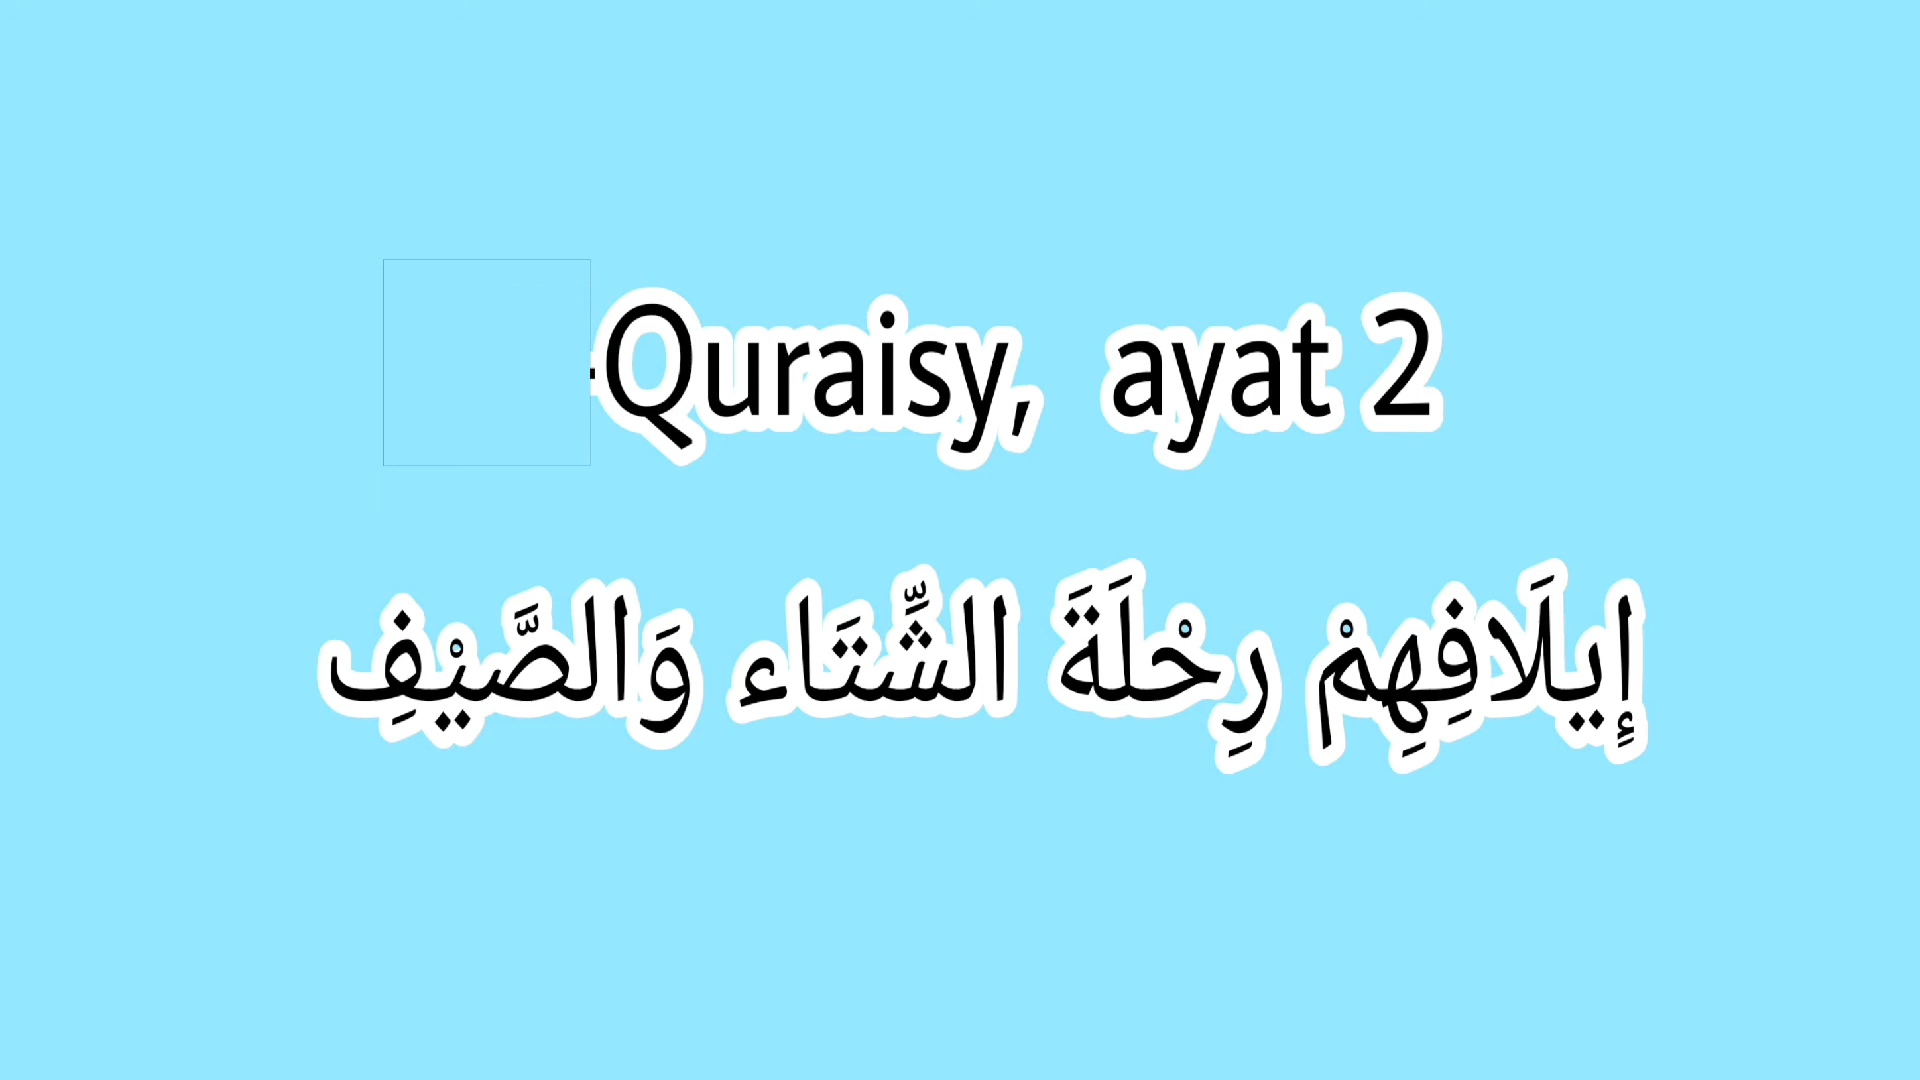 -Quraisy, ayat 2
إِيلَافِهِمْ رِحْلَةَ الشِّتَاء وَالصَّيْفِ